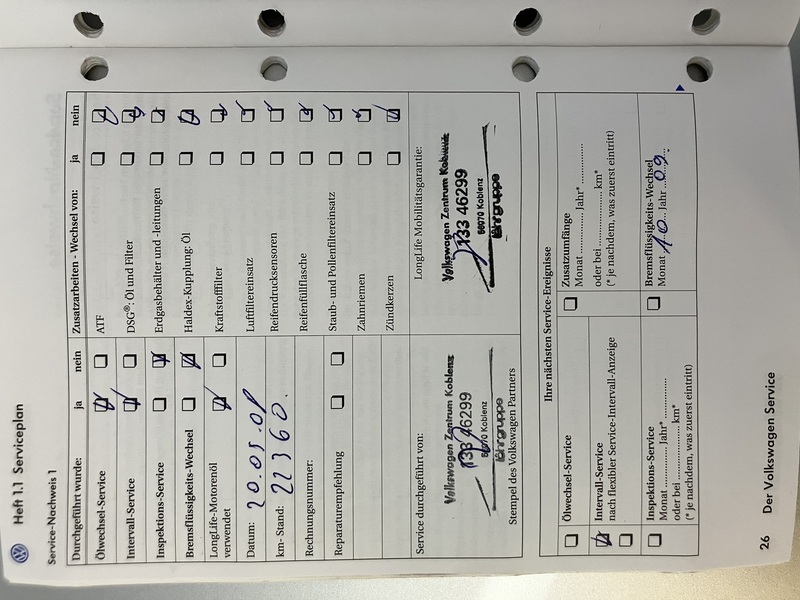 Heft 1.1 Serviceplan
Service-Nachweis 1
Durchgeführt wurde: ja nein
Ölwechsel-Service
Intervall-Service
Inspektions-Service
Bremsflüssigkeits-Wechsel
LongLife-Motorenöl
verwendet
Datum: 20.05.08
km-Stand: 22360.
Rechnungsnummer:
Reparaturempfehlung
Zusatzarbeiten - Wechsel von: ja nein
ATF
DSG®: Öl und Filter
Erdgasbehälter und -leitungen
Haldex-Kupplung: Öl
Kraftstofffilter
Luftfiltereinsatz
Reifendrucksensoren
Reifenfüllflasche
Staub- und Pollenfiltereinsatz
Zahnriemen
Zündkerzen
Service durchgeführt von:
Volkswagen Zentrum Koblenz
133 46299
56070 Koblenz
löhrgruppe
Stempel des Volkswagen Partners
LongLife Mobilitätsgarantie:
Volkswagen Zentrum Koblenz
133 46299
56070 Koblenz
löhrgruppe
Ihre nächsten Service-Ereignisse
Ölwechsel-Service
Intervall-Service
nach flexibler Service-Intervall-Anzeige
Inspektions-Service
Monat ............ Jahr* ...............
oder bei ............... km*
(* je nachdem, was zuerst eintritt)
Zusatzumfänge
Monat ............ Jahr* ...............
oder bei ............... km*
(* je nachdem, was zuerst eintritt)
Bremsflüssigkeits-Wechsel
Monat 10 Jahr 09
26 Der Volkswagen Service